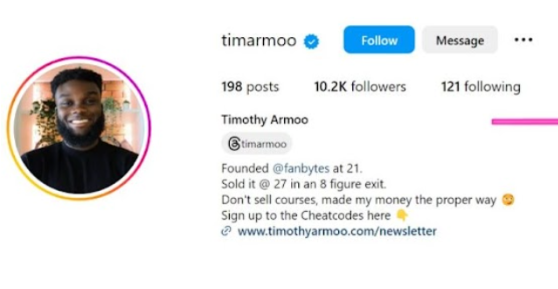 timarmoo Follow Message
198 posts 10.2K followers 121 following
Timothy Armoo
timarmoo
Founded @fanbytes at 21.
Sold it @ 27 in an 8 figure exit.
Don't sell courses, made my money the proper way 😊
Sign up to the Cheatcodes here 👇
www.timothyarmoo.com/newsletter